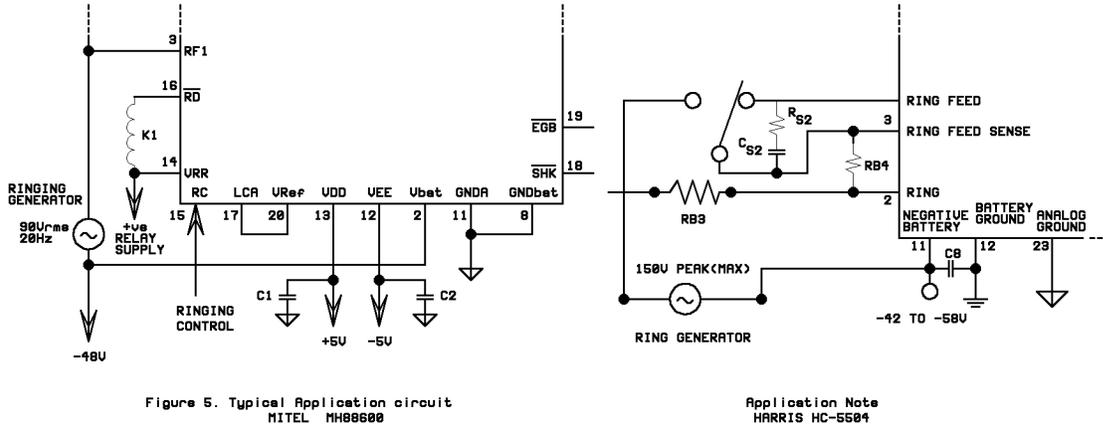 3
RF1
16
RD
K1
14
VRR
RINGING
GENERATOR
90Vrms
20Hz
+ve
RELAY
SUPPLY
RC
LCA
VRef
VDD
VEE
Vbat
GNDA
GNDbat
15
17
20
13
12
2
11
8
19
EGB
18
SHK
C1
C2
RINGING
CONTROL
+5V
-5V
-48V
Figure 5. Typical Application circuit
MITEL MH88600
RING FEED
RS2
3
RING FEED SENSE
CS2
RB4
RING
2
RB3
NEGATIVE
BATTERY
BATTERY
GROUND
ANALOG
GROUND
11
12
23
C8
150V PEAK(MAX)
-42 TO -58V
RING GENERATOR
Application Note
HARRIS HC-5504